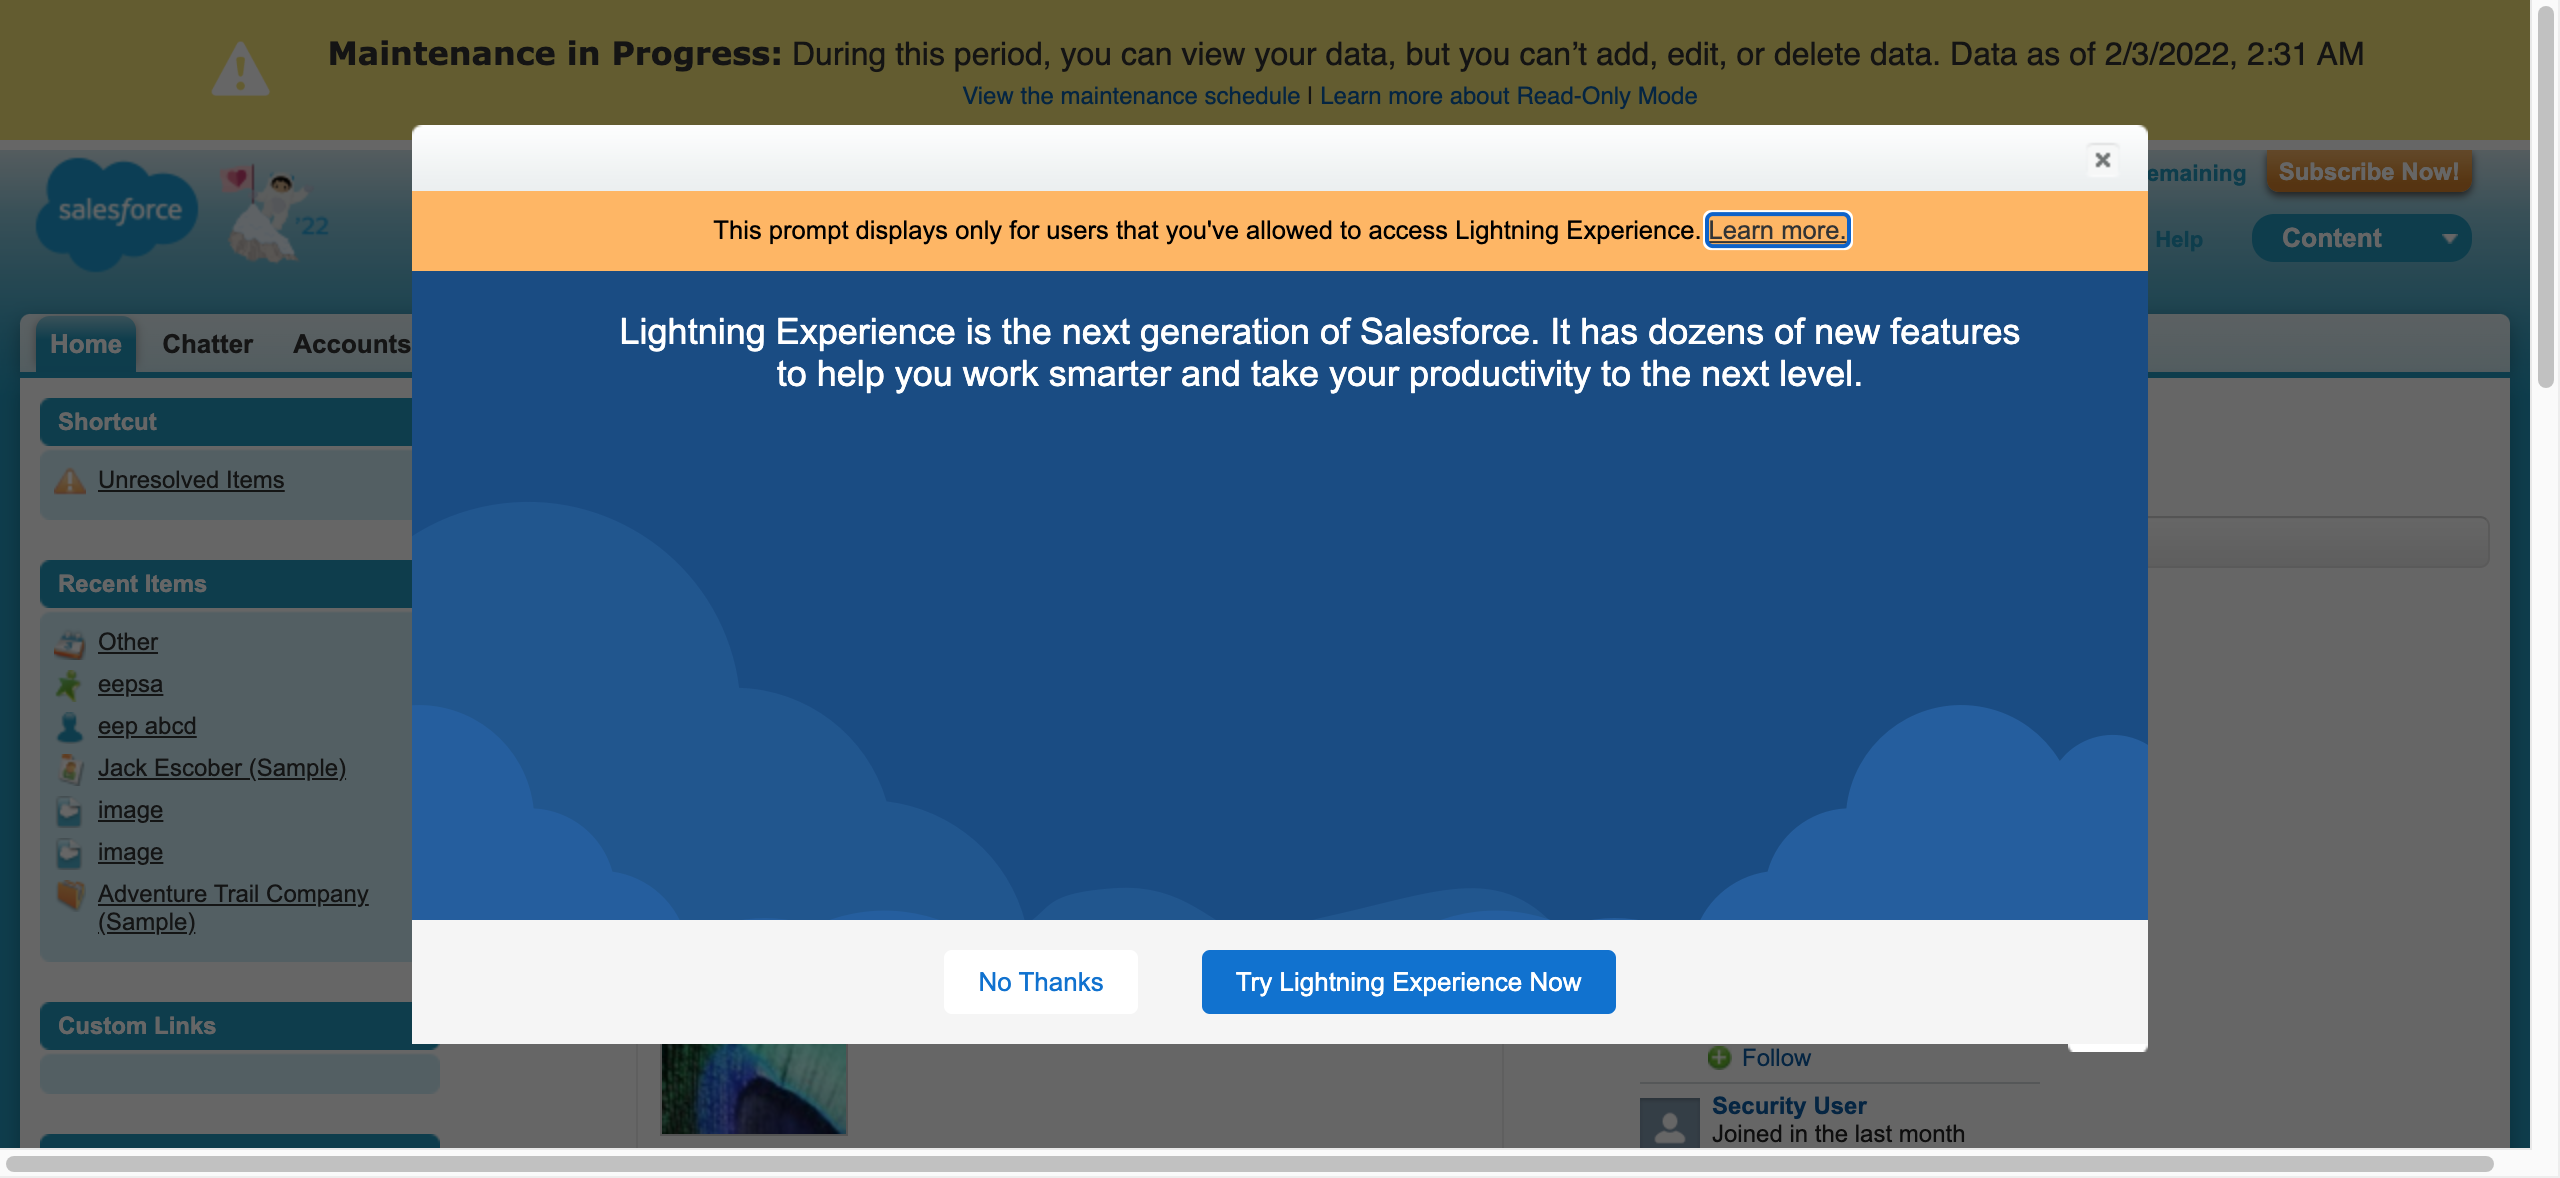 Maintenance in Progress: During this period, you can view your data, but you can’t add, edit, or delete data. Data as of 2/3/2022, 2:31 AM
View the maintenance schedule | Learn more about Read-Only Mode
salesforce
'22
emaining
Subscribe Now!
Help
Content
This prompt displays only for users that you've allowed to access Lightning Experience. Learn more.
Home Chatter Accounts
Lightning Experience is the next generation of Salesforce. It has dozens of new features
to help you work smarter and take your productivity to the next level.
Shortcut
Unresolved Items
Recent Items
Other
eepsa
eep abcd
Jack Escober (Sample)
image
image
Adventure Trail Company
(Sample)
Custom Links
No Thanks
Try Lightning Experience Now
Follow
Security User
Joined in the last month